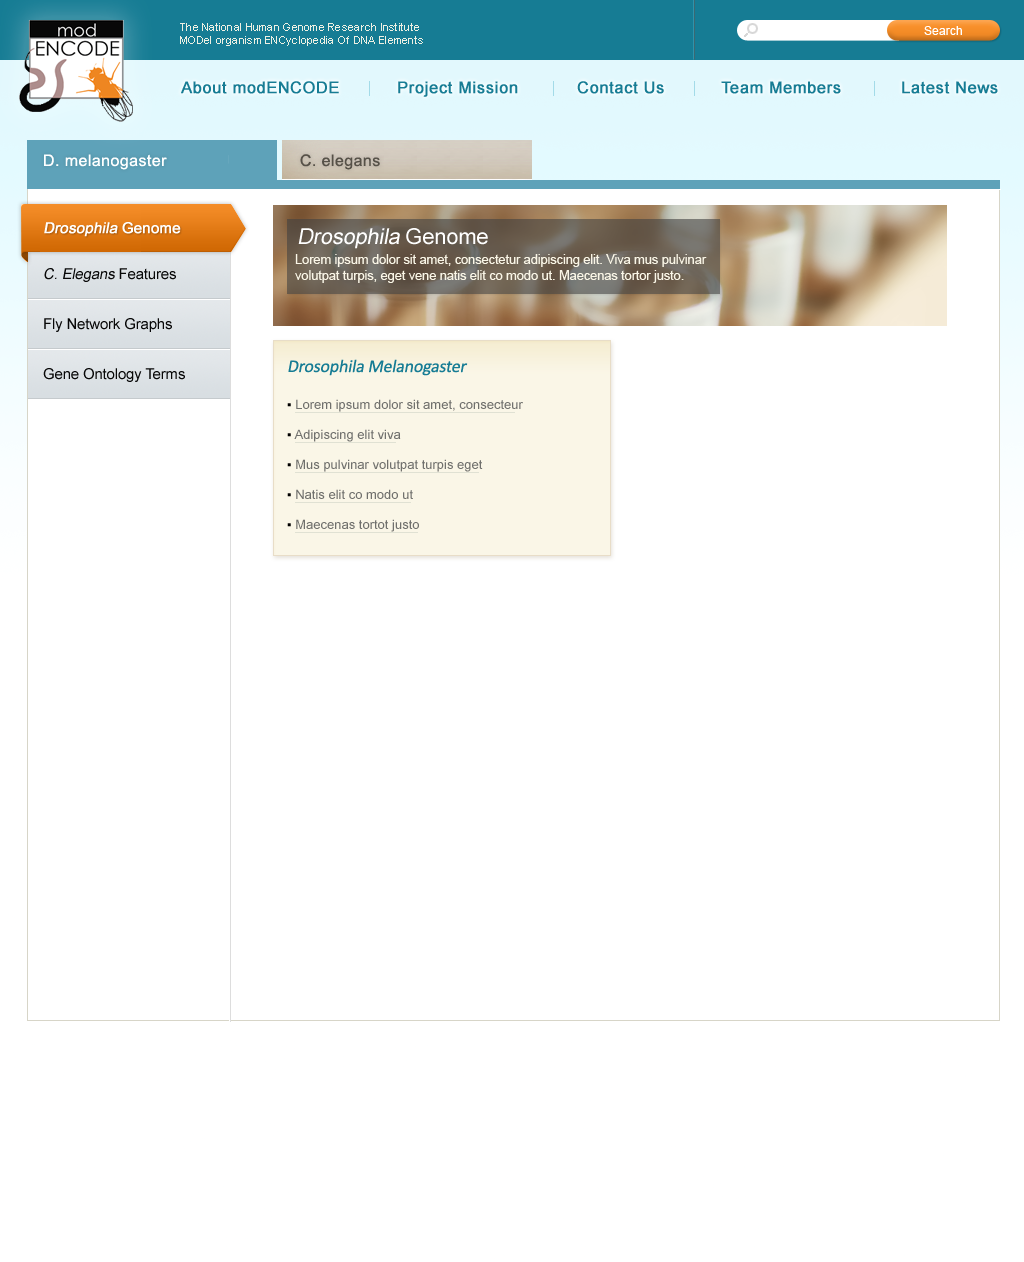 mod
ENCODE
The National Human Genome Research Institute
MODel organism ENCyclopedia Of DNA Elements
Search
About modENCODE
Project Mission
Contact Us
Team Members
Latest News
D. melanogaster
C. elegans
Drosophila Genome
C. Elegans Features
Fly Network Graphs
Gene Ontology Terms
Drosophila Genome
Lorem ipsum dolor sit amet, consectetur adipiscing elit. Viva mus pulvinar
volutpat turpis, eget vene natis elit co modo ut. Maecenas tortor justo.
Drosophila Melanogaster
▪ Lorem ipsum dolor sit amet, consecteur
▪ Adipiscing elit viva
▪ Mus pulvinar volutpat turpis eget
▪ Natis elit co modo ut
▪ Maecenas tortot justo